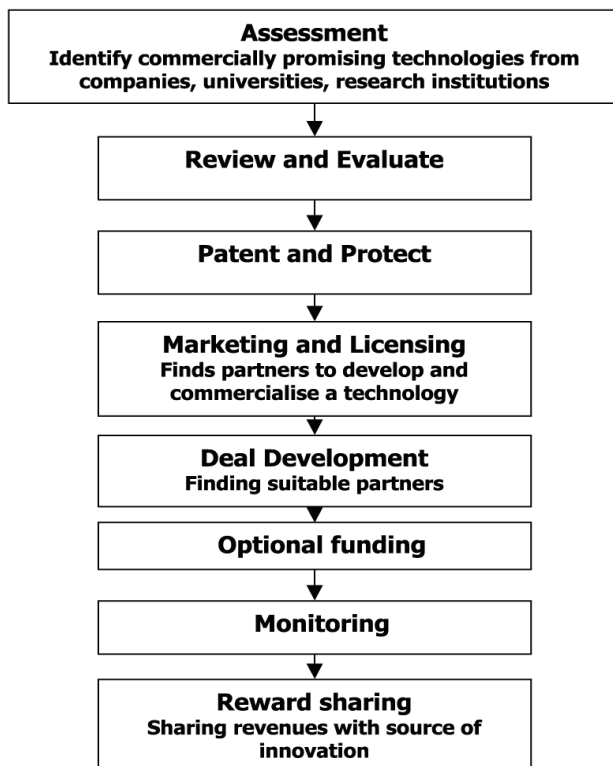 Assessment
Identify commercially promising technologies from
companies, universities, research institutions
Review and Evaluate
Patent and Protect
Marketing and Licensing
Finds partners to develop and
commercialise a technology
Deal Development
Finding suitable partners
Optional funding
Monitoring
Reward sharing
Sharing revenues with source of
innovation